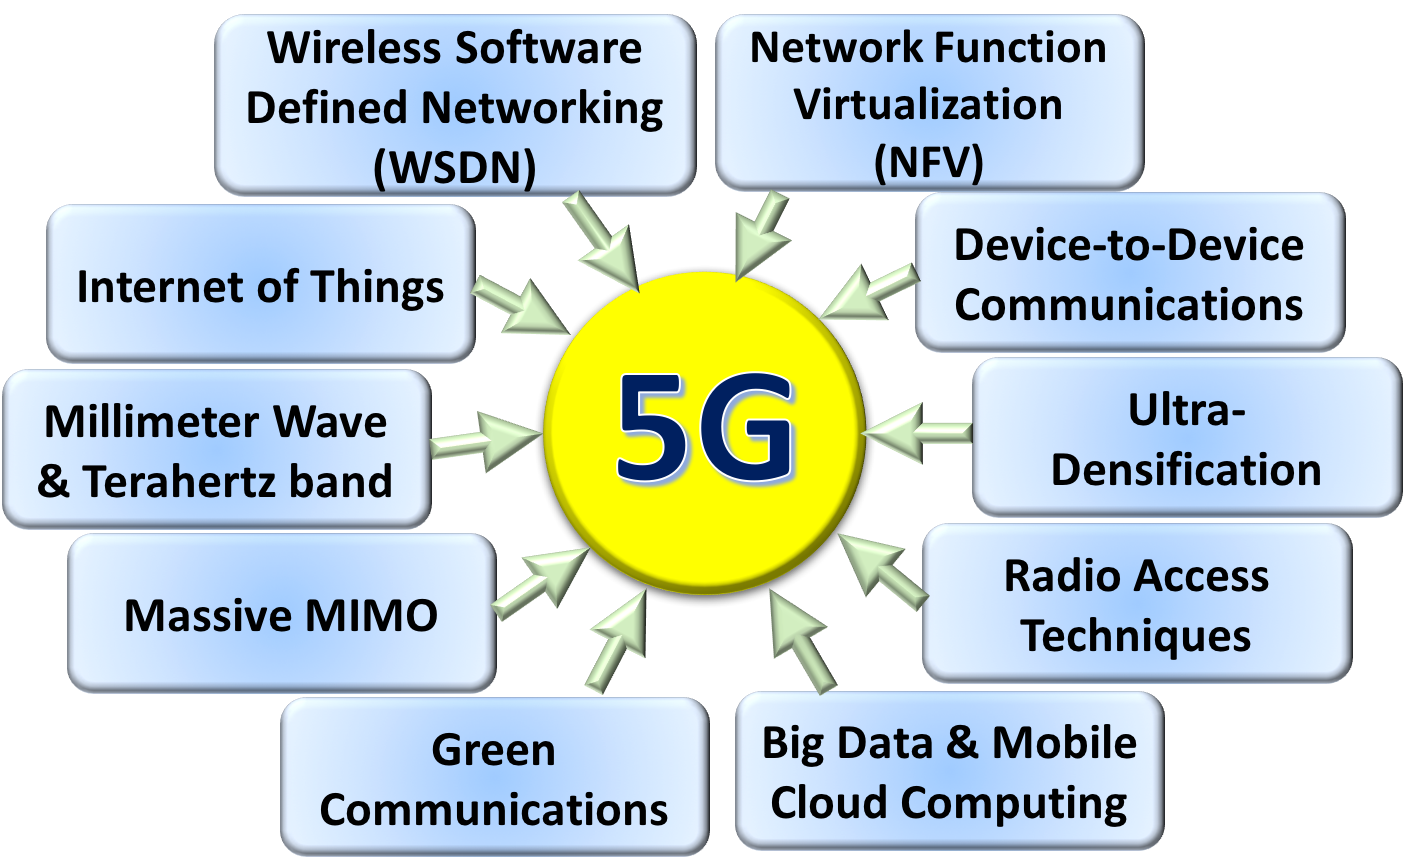 Wireless Software
Defined Networking
(WSDN)
Network Function
Virtualization
(NFV)
Internet of Things
Device-to-Device
Communications
Millimeter Wave
& Terahertz band
5G
Ultra-
Densification
Massive MIMO
Radio Access
Techniques
Green
Communications
Big Data & Mobile
Cloud Computing